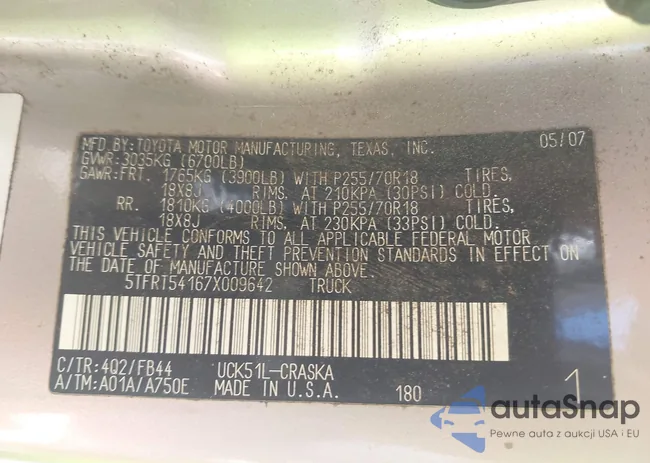 MFD BY: TOYOTA MOTOR MANUFACTURING, TEXAS, INC. 05/07
GVWR: 3035KG (6700LB)
GAWR: FRT. 1765KG (3900LB) WITH P255/70R18 TIRES,
18X8J RIMS, AT 210KPA (30PSI) COLD.
RR. 1810KG (4000LB) WITH P255/70R18 TIRES,
18X8J RIMS, AT 230KPA (33PSI) COLD.
THIS VEHICLE CONFORMS TO ALL APPLICABLE FEDERAL MOTOR
VEHICLE SAFETY AND THEFT PREVENTION STANDARDS IN EFFECT ON
THE DATE OF MANUFACTURE SHOWN ABOVE.
5TFRT54167X009642 TRUCK
C/TR: 4Q2/FB44 UCK51L-CRASKA
A/TM: A01A/A750E MADE IN U.S.A. 180 1
autaSnap
Pewne auta z aukcji USA i EU